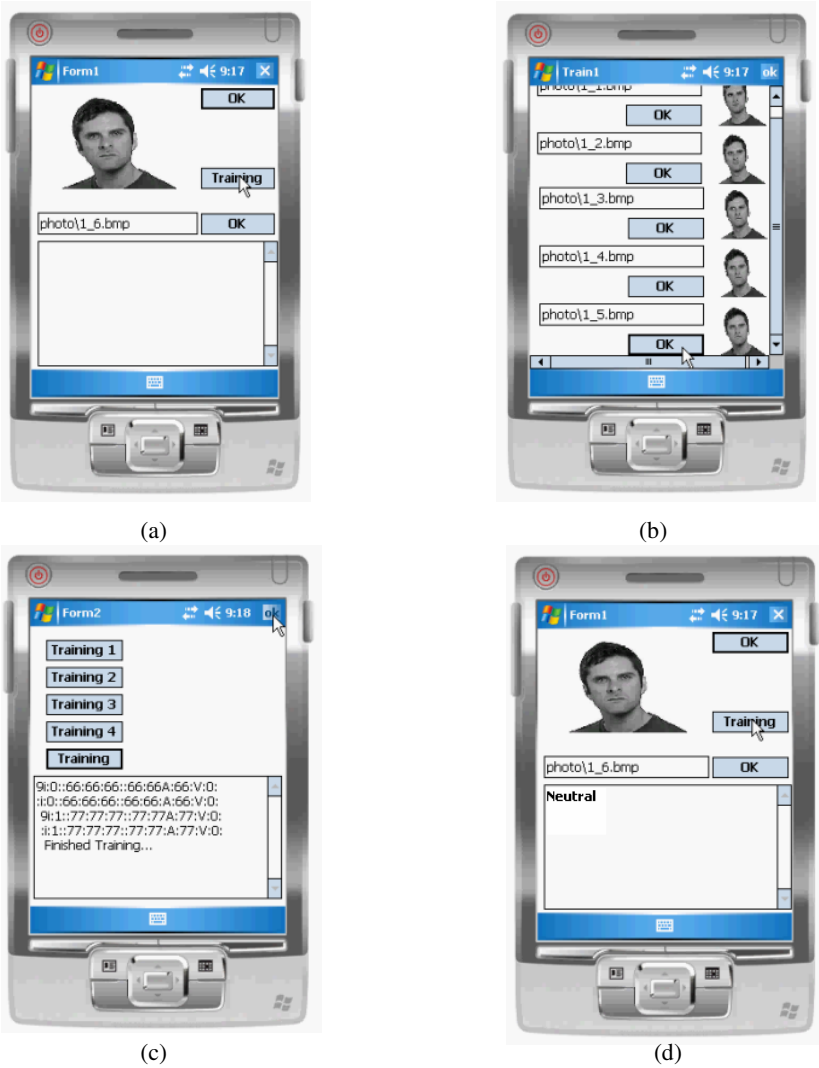 Form1 9:17
OK
Training
photo\1_6.bmp OK
(a)
Train1 9:17 ok
photo\1_1.bmp
OK
photo\1_2.bmp
OK
photo\1_3.bmp
OK
photo\1_4.bmp
OK
photo\1_5.bmp
OK
(b)
Form2 9:18 ok
Training 1
Training 2
Training 3
Training 4
Training
9i:0::66:66:66::66:66A:66:V:0:
:i:0::66:66:66::66:66:A:66:V:0:
9i:1::77:77:77::77:77A:77:V:0:
:i:1::77:77:77::77:77:A:77:V:0:
Finished Training...
(c)
Form1 9:17
OK
Training
photo\1_6.bmp OK
Neutral
(d)